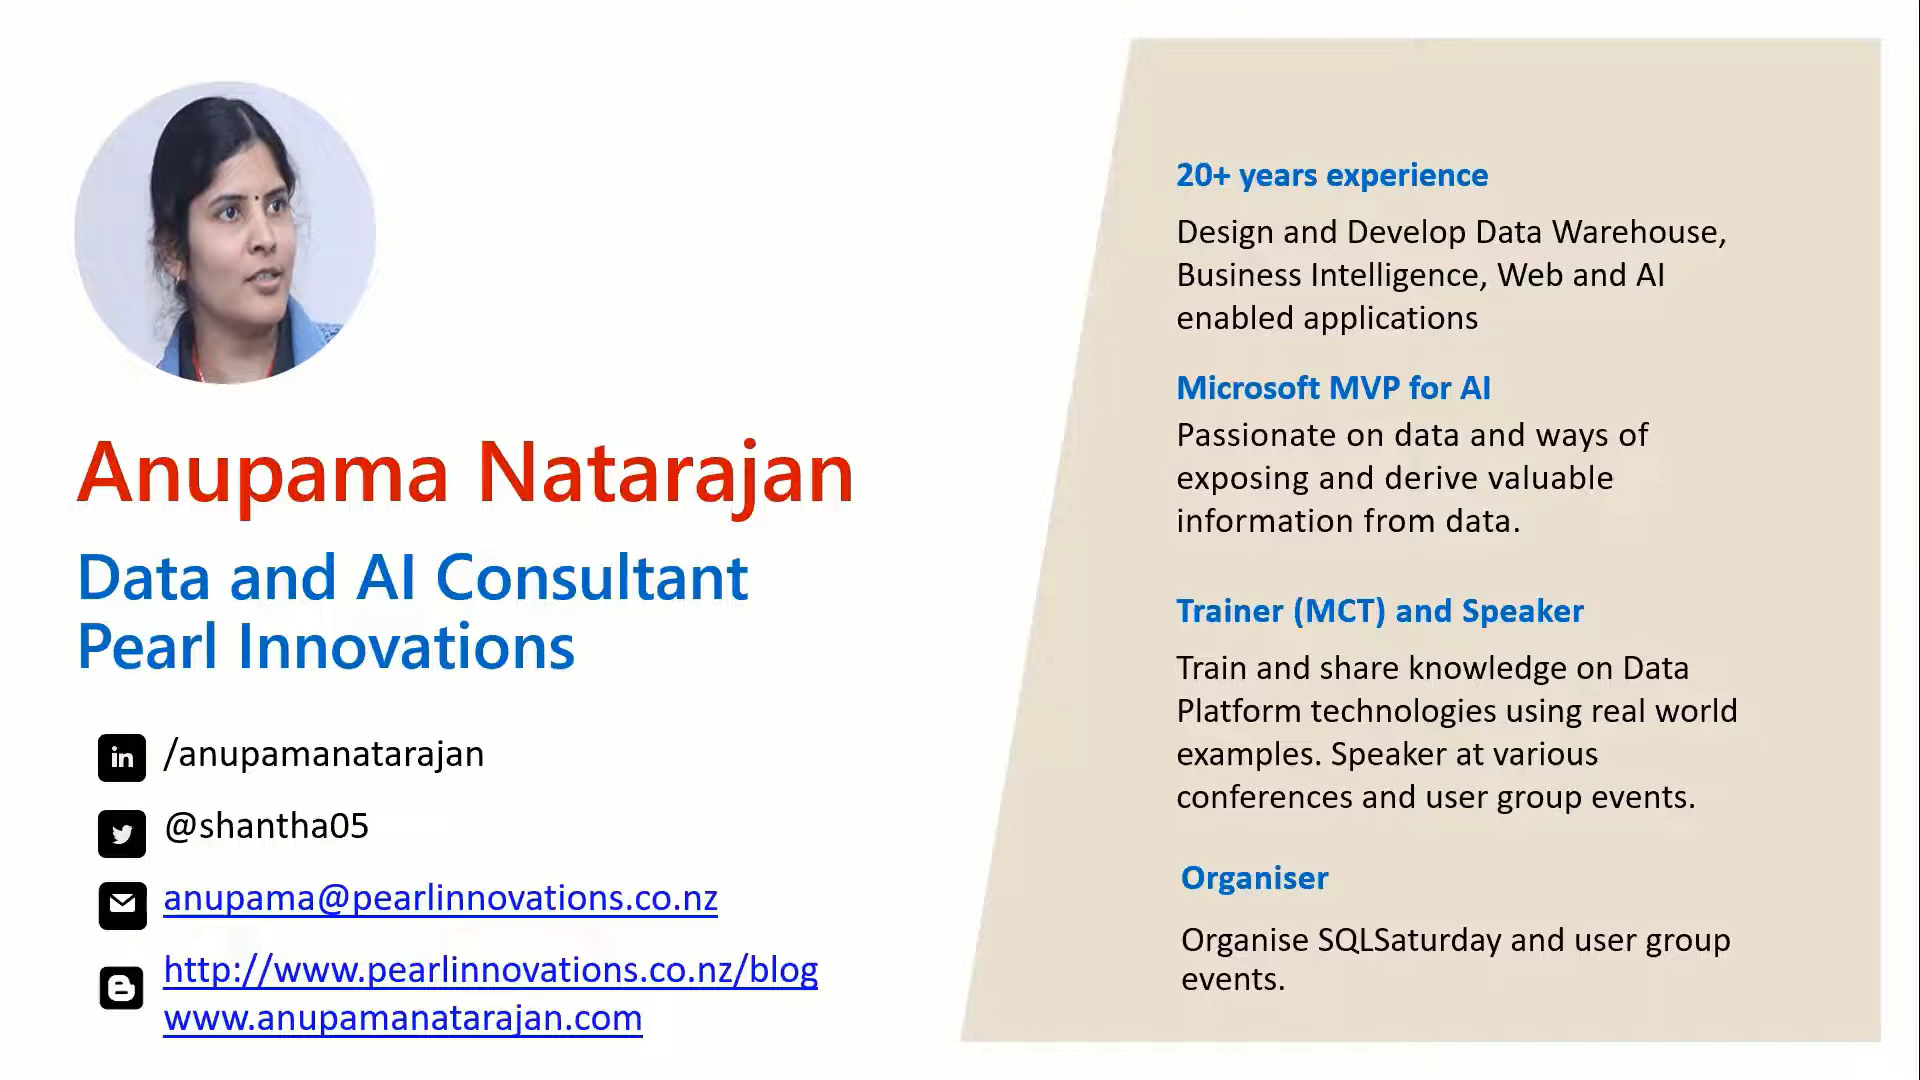 Anupama Natarajan
Data and AI Consultant
Pearl Innovations
in /anupamanatarajan
@shantha05
anupama@pearlinnovations.co.nz
http://www.pearlinnovations.co.nz/blog
www.anupamanatarajan.com
20+ years experience
Design and Develop Data Warehouse,
Business Intelligence, Web and AI
enabled applications
Microsoft MVP for AI
Passionate on data and ways of
exposing and derive valuable
information from data.
Trainer (MCT) and Speaker
Train and share knowledge on Data
Platform technologies using real world
examples. Speaker at various
conferences and user group events.
Organiser
Organise SQLSaturday and user group
events.